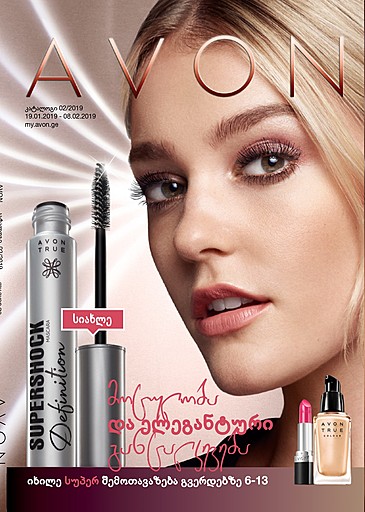 AVON
კატალოგი 02/2019
19.01.2019 - 08.02.2019
my.avon.ge
AVON
TRUE
SUPERSHOCK
MASCARA
Definition
სიახლე
და ელეგანტური
AVON
TRUE
COLOUR
იხილე სუპერ შემოთავაზება გვერდებზე 6-13